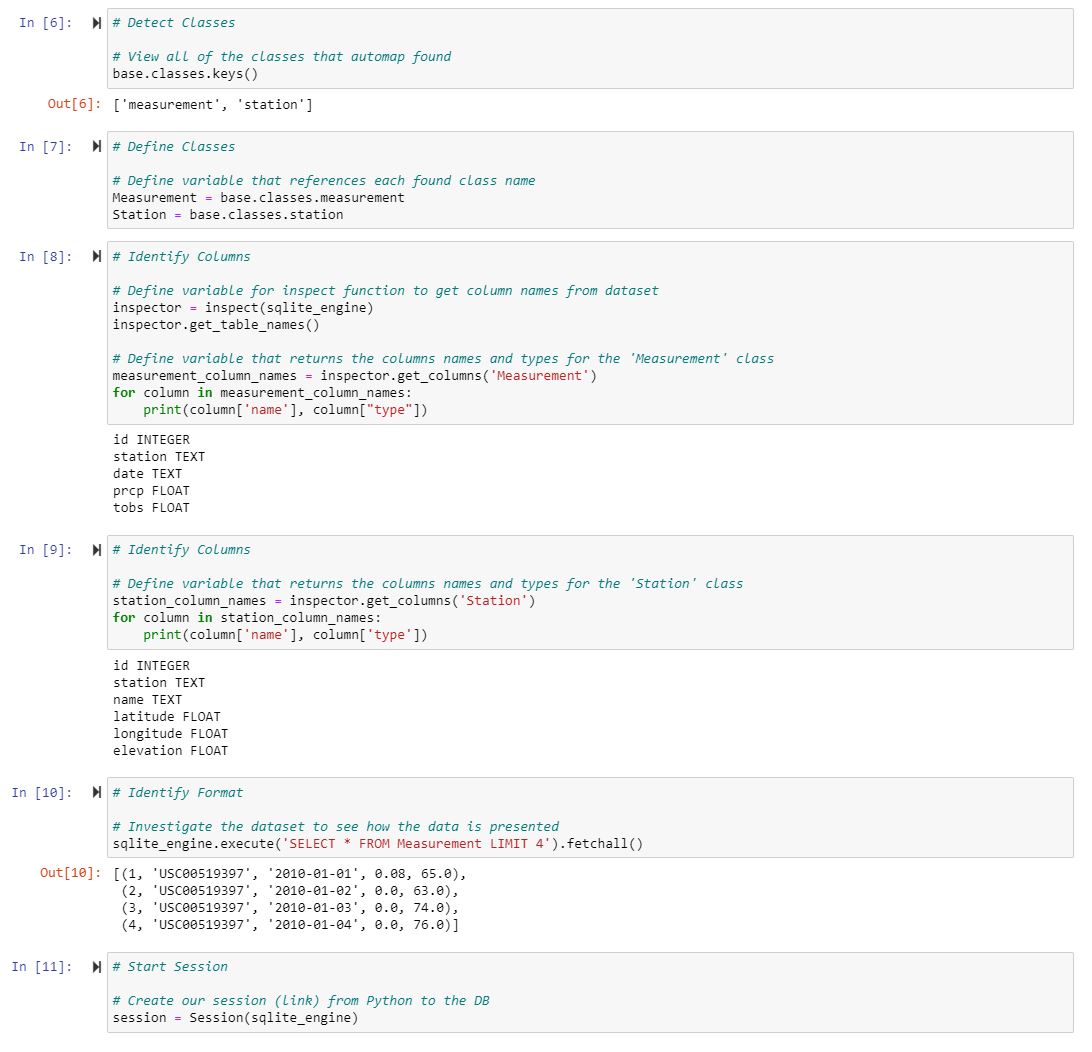 In [6]: # Detect Classes
# View all of the classes that automap found
base.classes.keys()
Out[6]: ['measurement', 'station']
In [7]: # Define Classes
# Define variable that references each found class name
Measurement = base.classes.measurement
Station = base.classes.station
In [8]: # Identify Columns
# Define variable for inspect function to get column names from dataset
inspector = inspect(sqlite_engine)
inspector.get_table_names()
# Define variable that returns the columns names and types for the 'Measurement' class
measurement_column_names = inspector.get_columns('Measurement')
for column in measurement_column_names:
    print(column['name'], column["type"])
id INTEGER
station TEXT
date TEXT
prcp FLOAT
tobs FLOAT
In [9]: # Identify Columns
# Define variable that returns the columns names and types for the 'Station' class
station_column_names = inspector.get_columns('Station')
for column in station_column_names:
    print(column['name'], column['type'])
id INTEGER
station TEXT
name TEXT
latitude FLOAT
longitude FLOAT
elevation FLOAT
In [10]: # Identify Format
# Investigate the dataset to see how the data is presented
sqlite_engine.execute('SELECT * FROM Measurement LIMIT 4').fetchall()
Out[10]: [(1, 'USC00519397', '2010-01-01', 0.08, 65.0),
 (2, 'USC00519397', '2010-01-02', 0.0, 63.0),
 (3, 'USC00519397', '2010-01-03', 0.0, 74.0),
 (4, 'USC00519397', '2010-01-04', 0.0, 76.0)]
In [11]: # Start Session
# Create our session (link) from Python to the DB
session = Session(sqlite_engine)